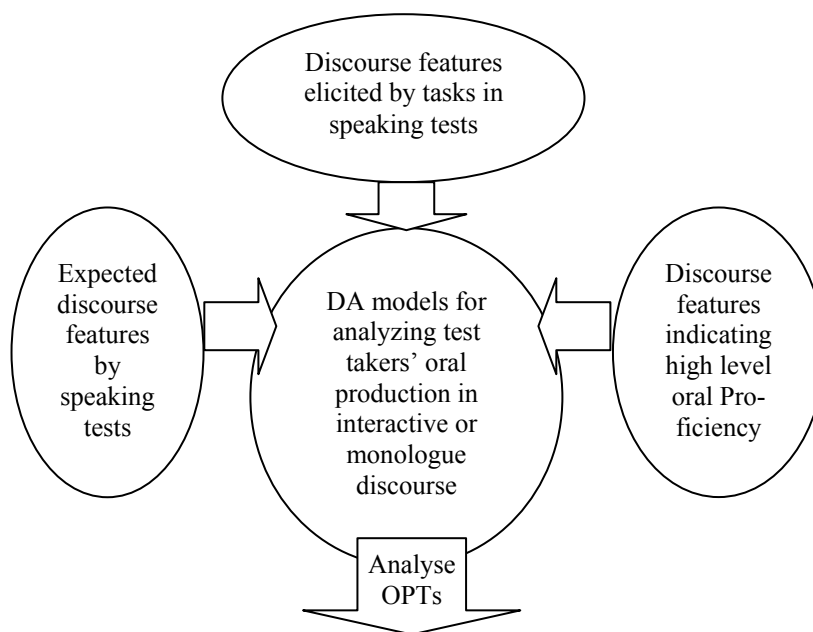 Discourse features
elicited by tasks in
speaking tests
Expected
discourse
features
by
speaking
tests
DA models for
analyzing test
takers’ oral
production in
interactive or
monologue
discourse
Discourse
features
indicating
high level
oral Pro-
ficiency
Analyse
OPTs